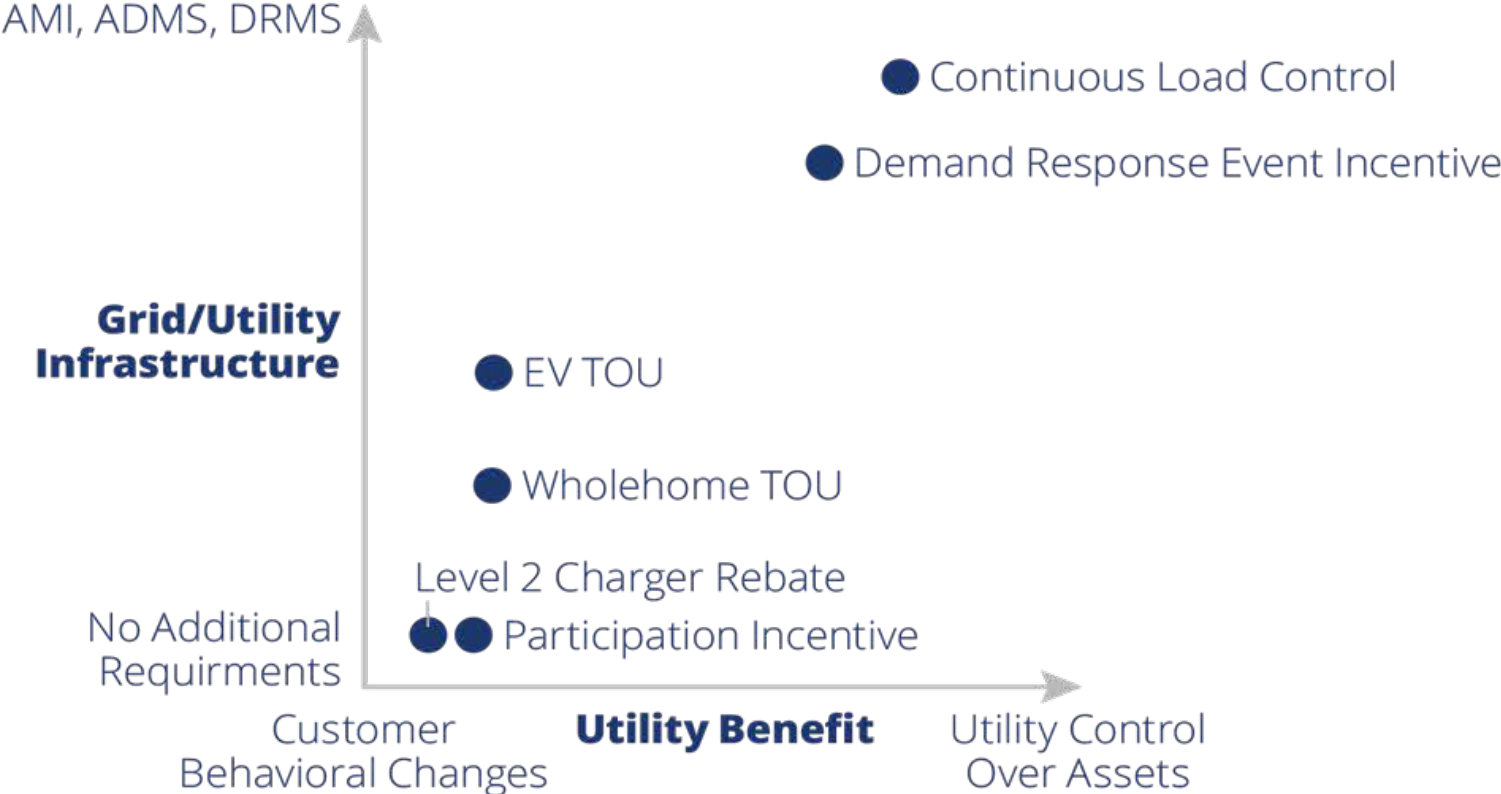 AMI, ADMS, DRMS
Continuous Load Control
Demand Response Event Incentive
Grid/Utility
Infrastructure
EV TOU
Wholehome TOU
Level 2 Charger Rebate
No Additional
Requirments
Participation Incentive
Customer
Behavioral Changes
Utility Benefit
Utility Control
Over Assets